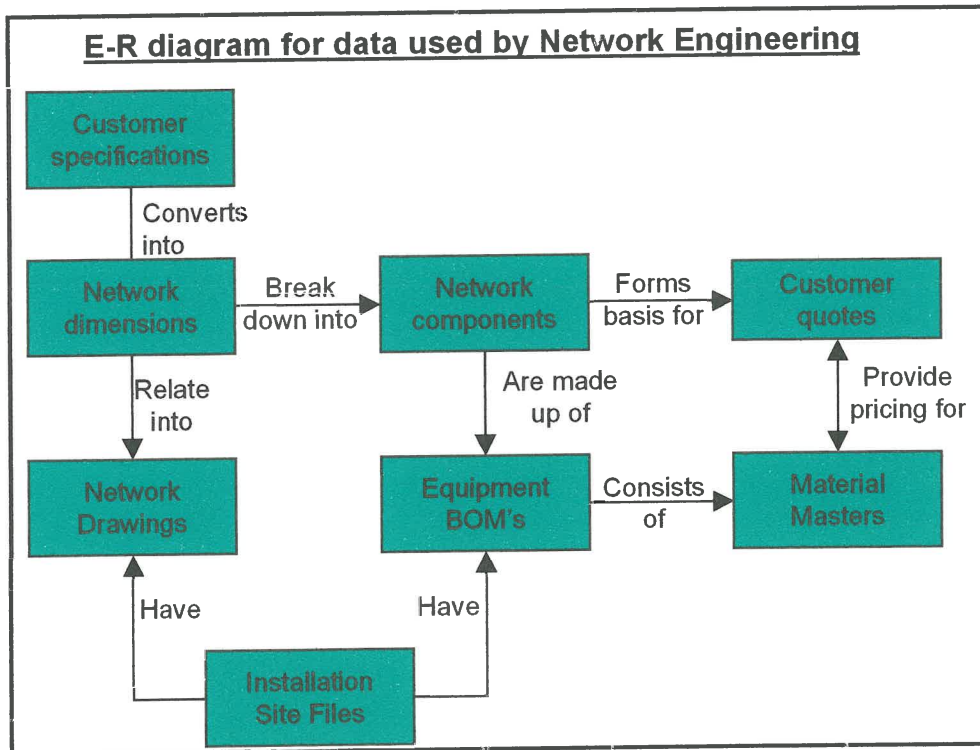 E-R diagram for data used by Network Engineering
Customer
specifications
Converts
into
Network
dimensions
Break
down into
Network
components
Forms
basis for
Customer
quotes
Relate
into
Are made
up of
Provide
pricing for
Network
Drawings
Equipment
BOM's
Consists
of
Material
Masters
Have
Have
Installation
Site Files